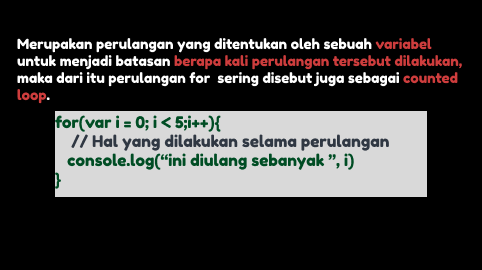 Merupakan perulangan yang ditentukan oleh sebuah variabel
untuk menjadi batasan berapa kali perulangan tersebut dilakukan,
maka dari itu perulangan for sering disebut juga sebagai counted
loop.
for(var i = 0; i < 5;i++){
// Hal yang dilakukan selama perulangan
console.log(“ini diulang sebanyak ”, i)
}